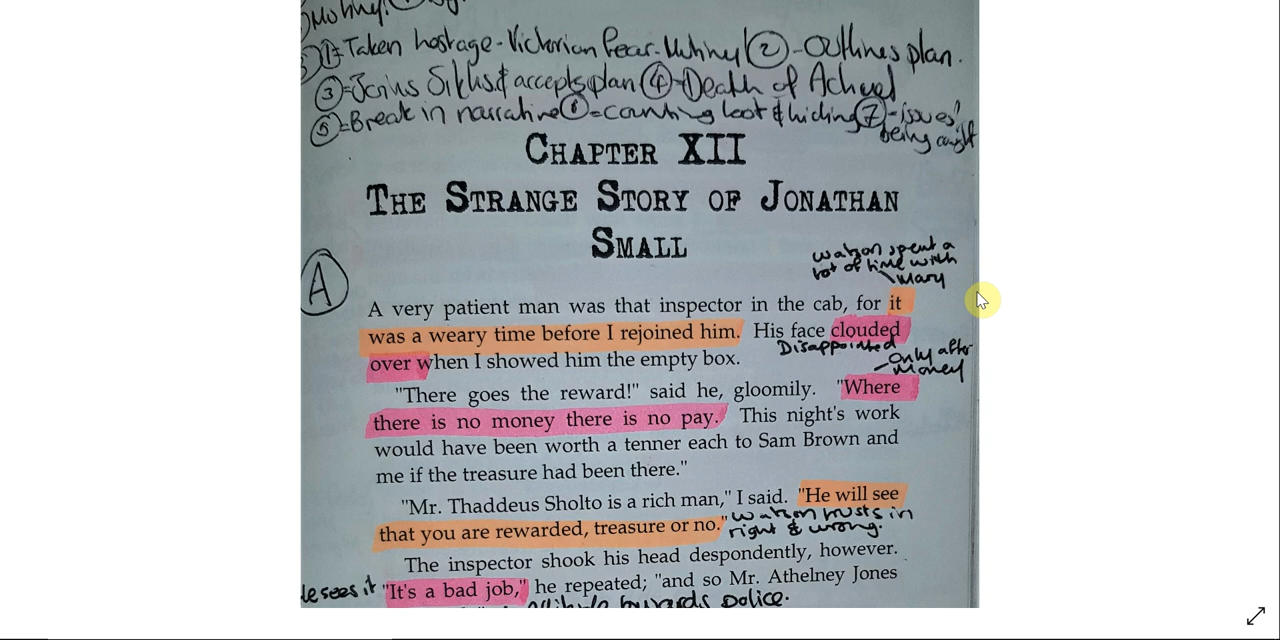 Mutiny!
① = Taken hostage - Victorian Fear - Mutiny ② - Outlines plan.
③ = Joins Sikhs & accepts plan ④ - Death of Achmed
⑤ = Break in narrative = counting loot & hiding ⑦ - issues!
being caught
CHAPTER XII
THE STRANGE STORY OF JONATHAN
SMALL
watson spent a
lot of time with
Mary
A
A very patient man was that inspector in the cab, for it
was a weary time before I rejoined him. His face clouded
Disappointed
over when I showed him the empty box.
- only after
money
"There goes the reward!" said he, gloomily. "Where
there is no money there is no pay. This night's work
would have been worth a tenner each to Sam Brown and
me if the treasure had been there."
"Mr. Thaddeus Sholto is a rich man," I said. "He will see
that you are rewarded, treasure or no."
watson trusts in
right & wrong.
The inspector shook his head despondently, however.
sees it
"It's a bad job," he repeated; "and so Mr. Athelney Jones
attitude towards police.